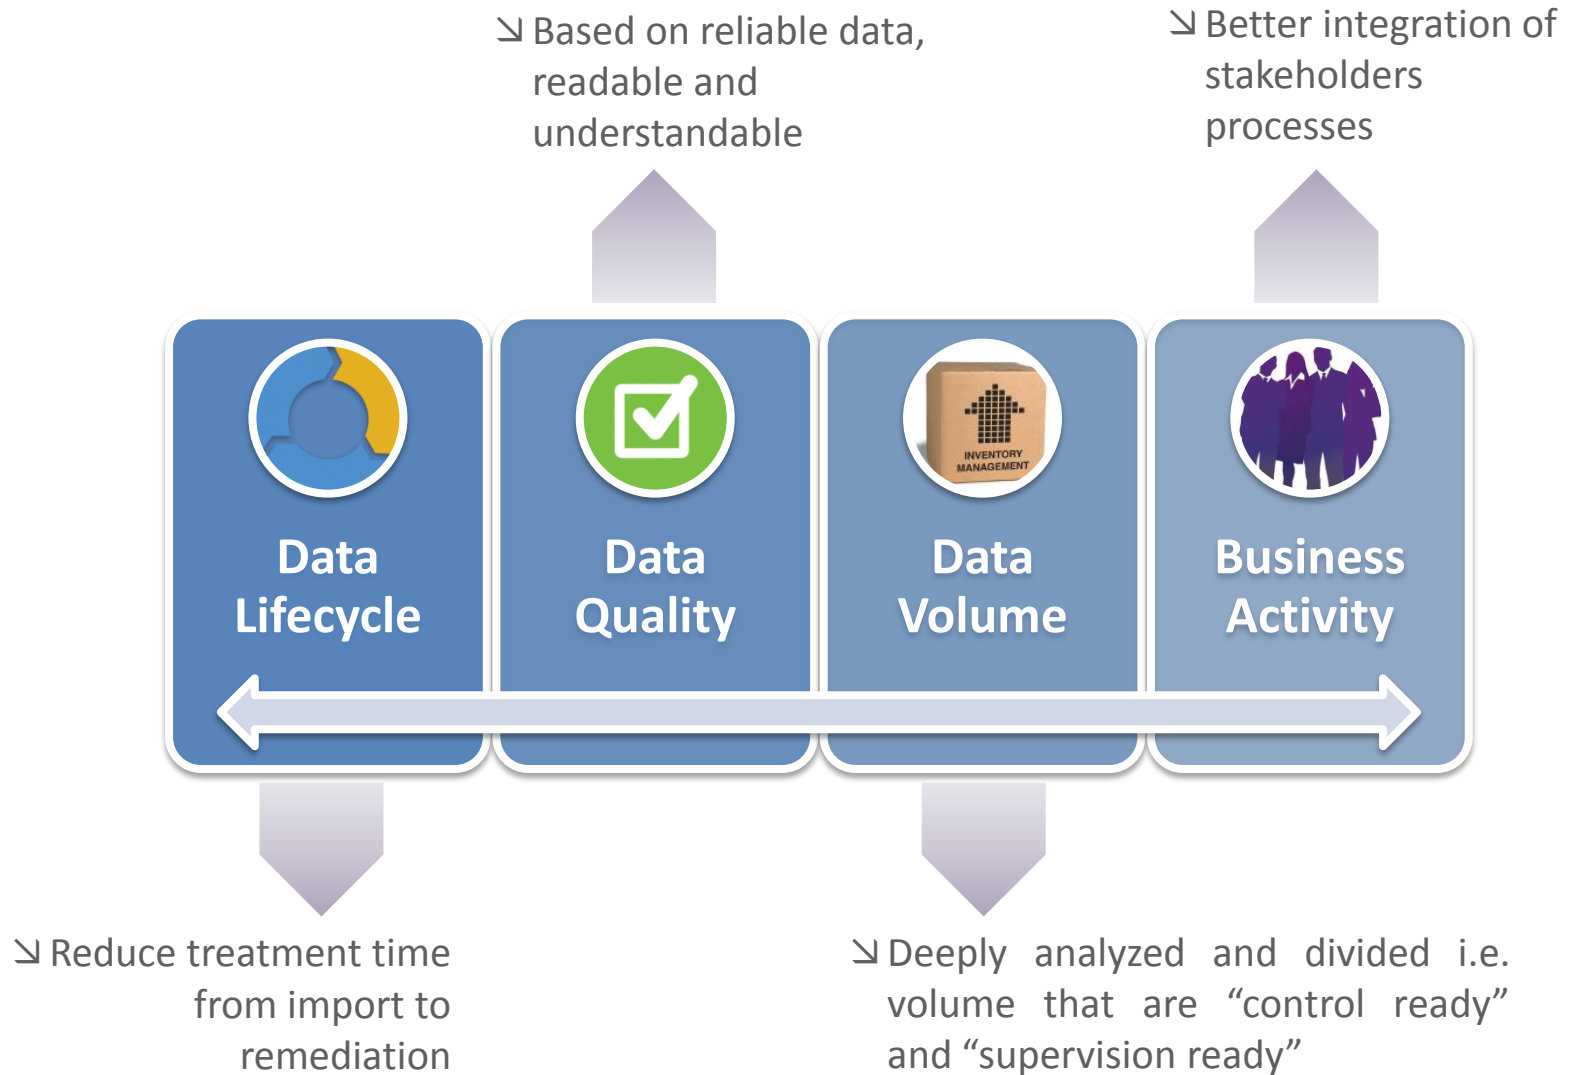 ⇘ Based on reliable data,
readable and
understandable
⇘ Better integration of
stakeholders
processes
Data
Lifecycle
Data
Quality
INVENTORY
MANAGEMENT
Data
Volume
Business
Activity
⇘ Reduce treatment time
from import to
remediation
⇘ Deeply analyzed and divided i.e.
volume that are “control ready”
and “supervision ready”